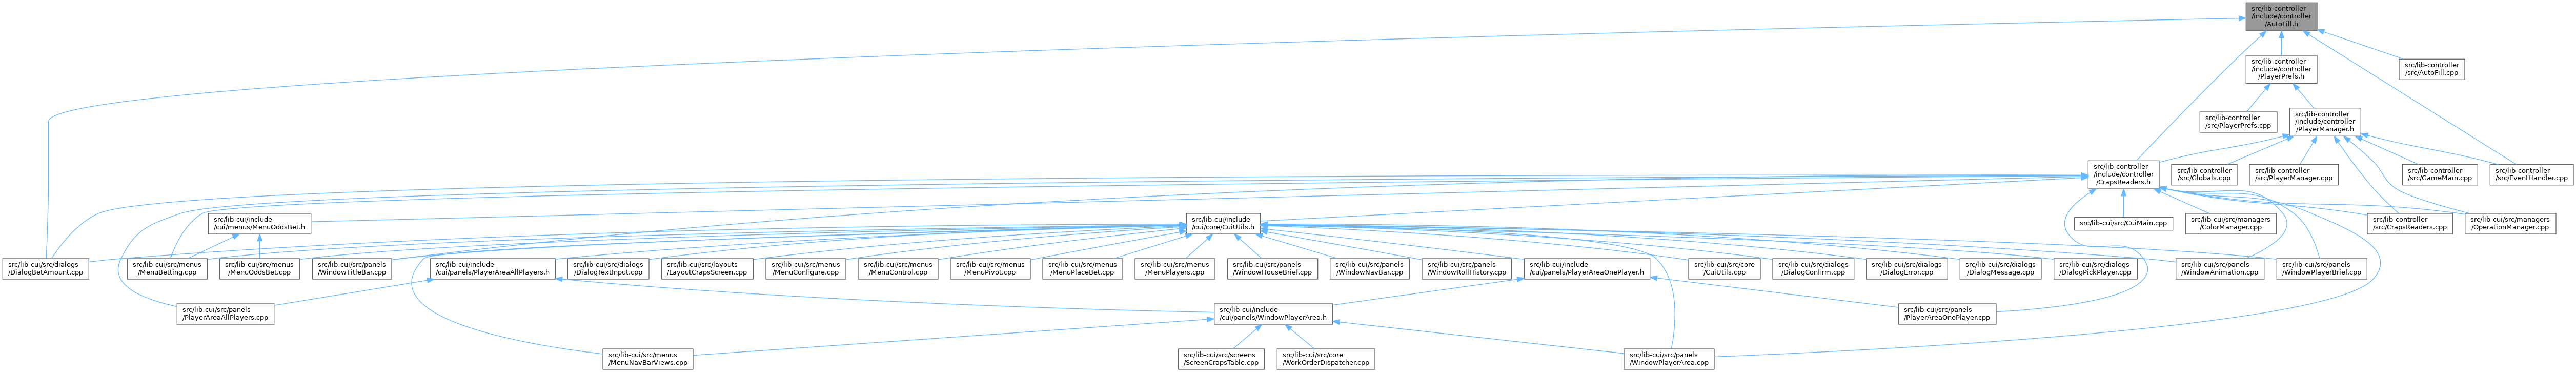 src/lib-controller
/include/controller
/AutoFill.h
src/lib-controller
/include/controller
/PlayerPrefs.h
src/lib-controller
/src/AutoFill.cpp
src/lib-controller
/src/PlayerPrefs.cpp
src/lib-controller
/include/controller
/PlayerManager.h
src/lib-controller
/include/controller
/CrapsReaders.h
src/lib-controller
/src/Globals.cpp
src/lib-controller
/src/PlayerManager.cpp
src/lib-controller
/src/GameMain.cpp
src/lib-controller
/src/EventHandler.cpp
src/lib-cui/include
/cui/menus/MenuOddsBet.h
src/lib-cui/include
/cui/core/CuiUtils.h
src/lib-cui/src/CuiMain.cpp
src/lib-cui/src/managers
/ColorManager.cpp
src/lib-controller
/src/CrapsReaders.cpp
src/lib-cui/src/managers
/OperationManager.cpp
src/lib-cui/src/dialogs
/DialogBetAmount.cpp
src/lib-cui/src/menus
/MenuBetting.cpp
src/lib-cui/src/menus
/MenuOddsBet.cpp
src/lib-cui/src/panels
/WindowTitleBar.cpp
src/lib-cui/include
/cui/panels/PlayerAreaAllPlayers.h
src/lib-cui/src/dialogs
/DialogTextInput.cpp
src/lib-cui/src/layouts
/LayoutCrapsScreen.cpp
src/lib-cui/src/menus
/MenuConfigure.cpp
src/lib-cui/src/menus
/MenuControl.cpp
src/lib-cui/src/menus
/MenuPivot.cpp
src/lib-cui/src/menus
/MenuPlaceBet.cpp
src/lib-cui/src/menus
/MenuPlayers.cpp
src/lib-cui/src/panels
/WindowHouseBrief.cpp
src/lib-cui/src/panels
/WindowNavBar.cpp
src/lib-cui/src/panels
/WindowRollHistory.cpp
src/lib-cui/include
/cui/panels/PlayerAreaOnePlayer.h
src/lib-cui/src/core
/CuiUtils.cpp
src/lib-cui/src/dialogs
/DialogConfirm.cpp
src/lib-cui/src/dialogs
/DialogError.cpp
src/lib-cui/src/dialogs
/DialogMessage.cpp
src/lib-cui/src/dialogs
/DialogPickPlayer.cpp
src/lib-cui/src/panels
/WindowAnimation.cpp
src/lib-cui/src/panels
/WindowPlayerBrief.cpp
src/lib-cui/src/panels
/PlayerAreaAllPlayers.cpp
src/lib-cui/include
/cui/panels/WindowPlayerArea.h
src/lib-cui/src/panels
/PlayerAreaOnePlayer.cpp
src/lib-cui/src/menus
/MenuNavBarViews.cpp
src/lib-cui/src/screens
/ScreenCrapsTable.cpp
src/lib-cui/src/core
/WorkOrderDispatcher.cpp
src/lib-cui/src/panels
/WindowPlayerArea.cpp